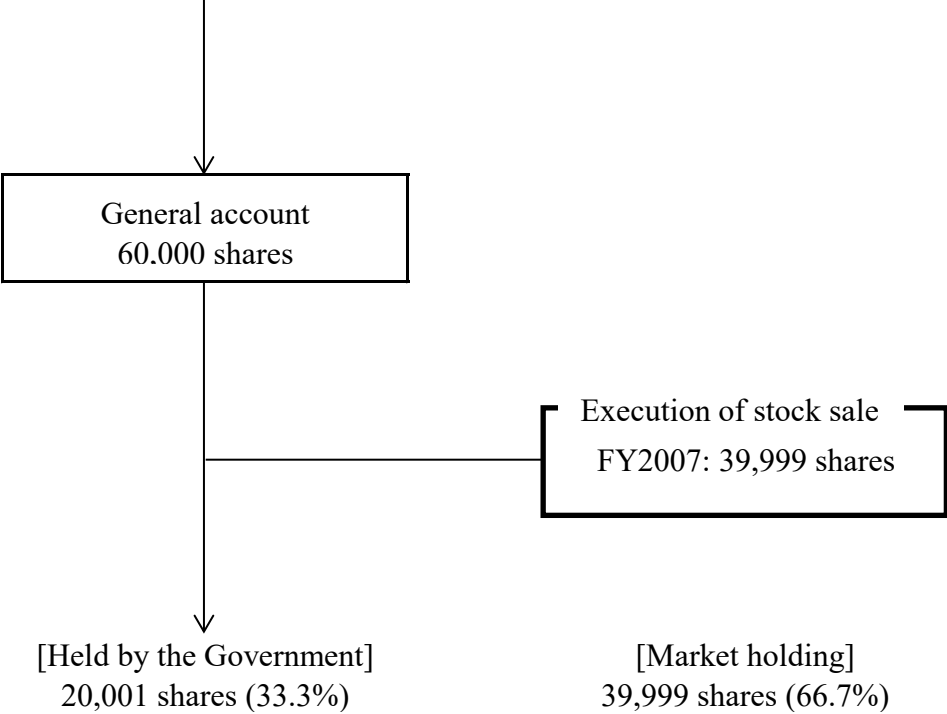 General account
60,000 shares
Execution of stock sale
FY2007: 39,999 shares
[Held by the Government]
20,001 shares (33.3%)
[Market holding]
39,999 shares (66.7%)